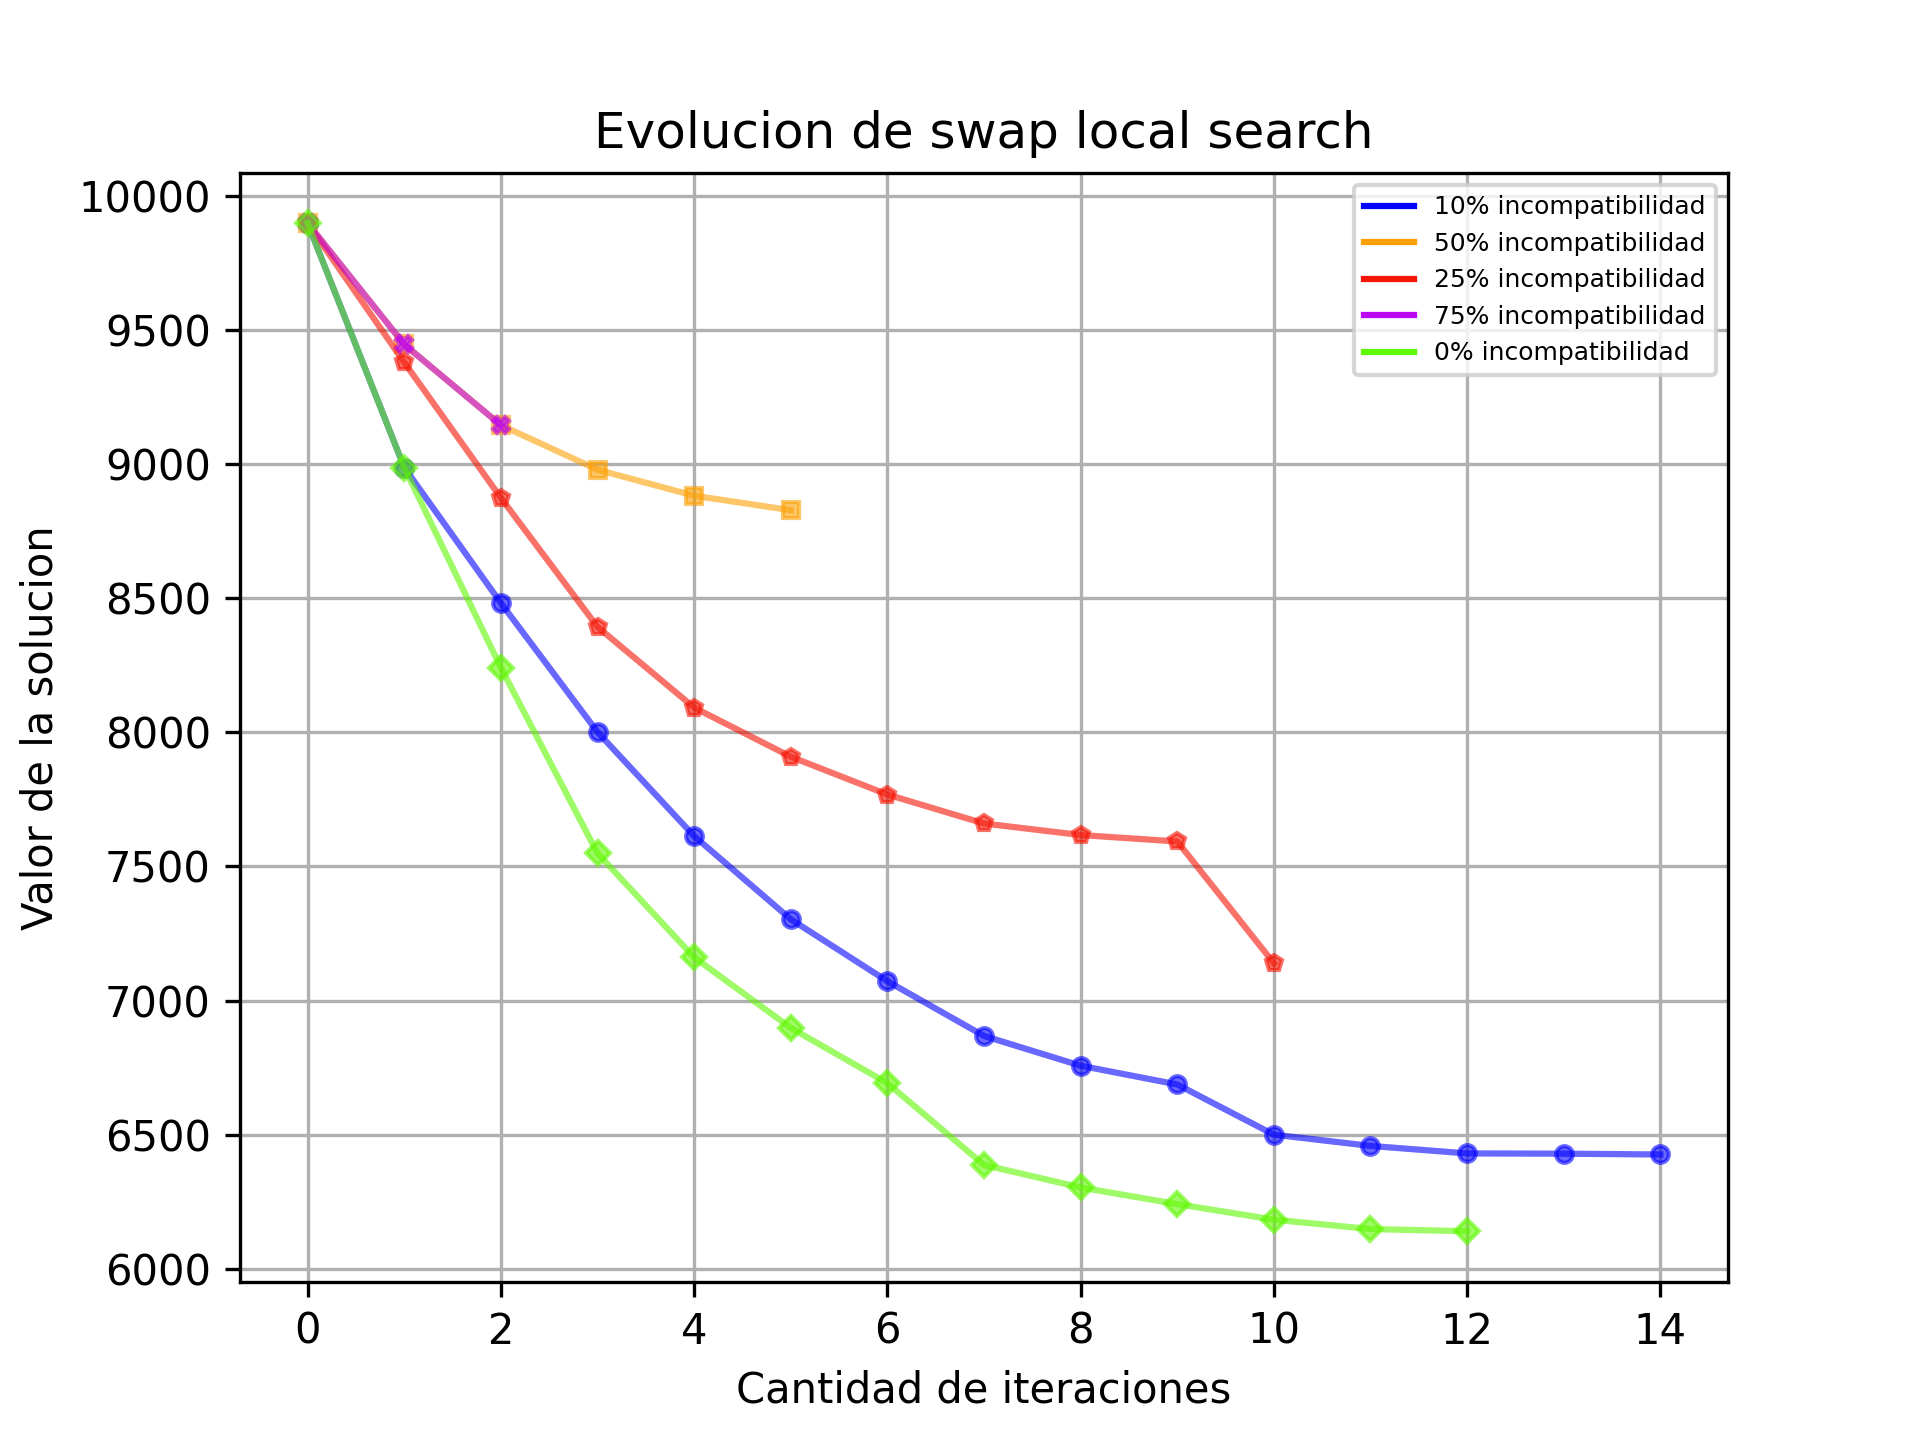 Evolucion de swap local search
10000
9500
9000
8500
8000
7500
7000
6500
6000
Valor de la solucion
10% incompatibilidad
50% incompatibilidad
25% incompatibilidad
75% incompatibilidad
0% incompatibilidad
0 2 4 6 8 10 12 14
Cantidad de iteraciones